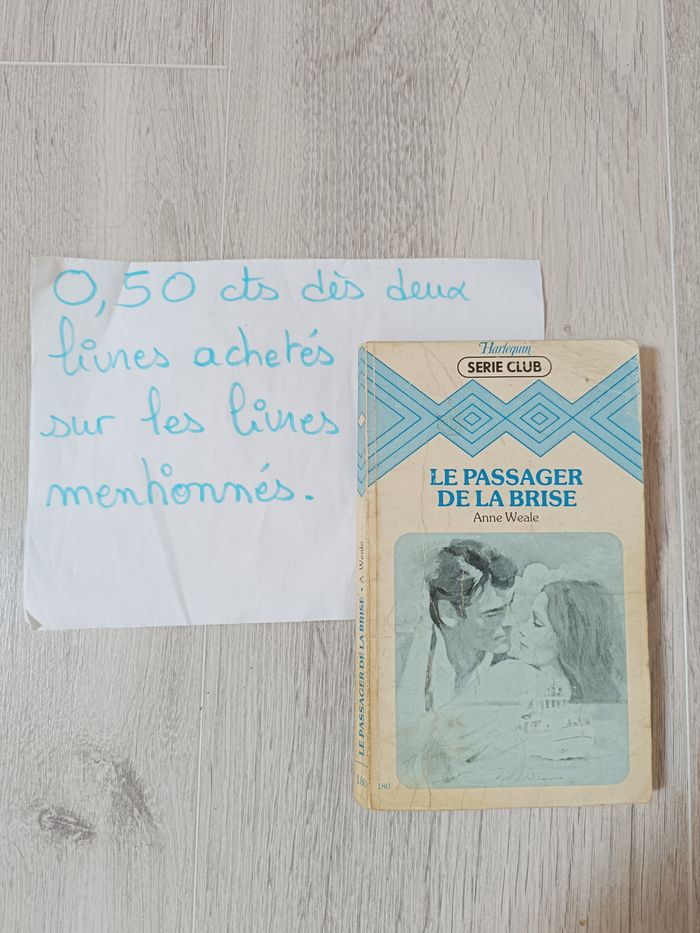 0,50 cts dès deux
livres achetés
sur les livres
mentionnés.
Harlequin
SERIE CLUB
LE PASSAGER
DE LA BRISE
Anne Weale
180
LE PASSAGER DE LA BRISE • A. Weale
180